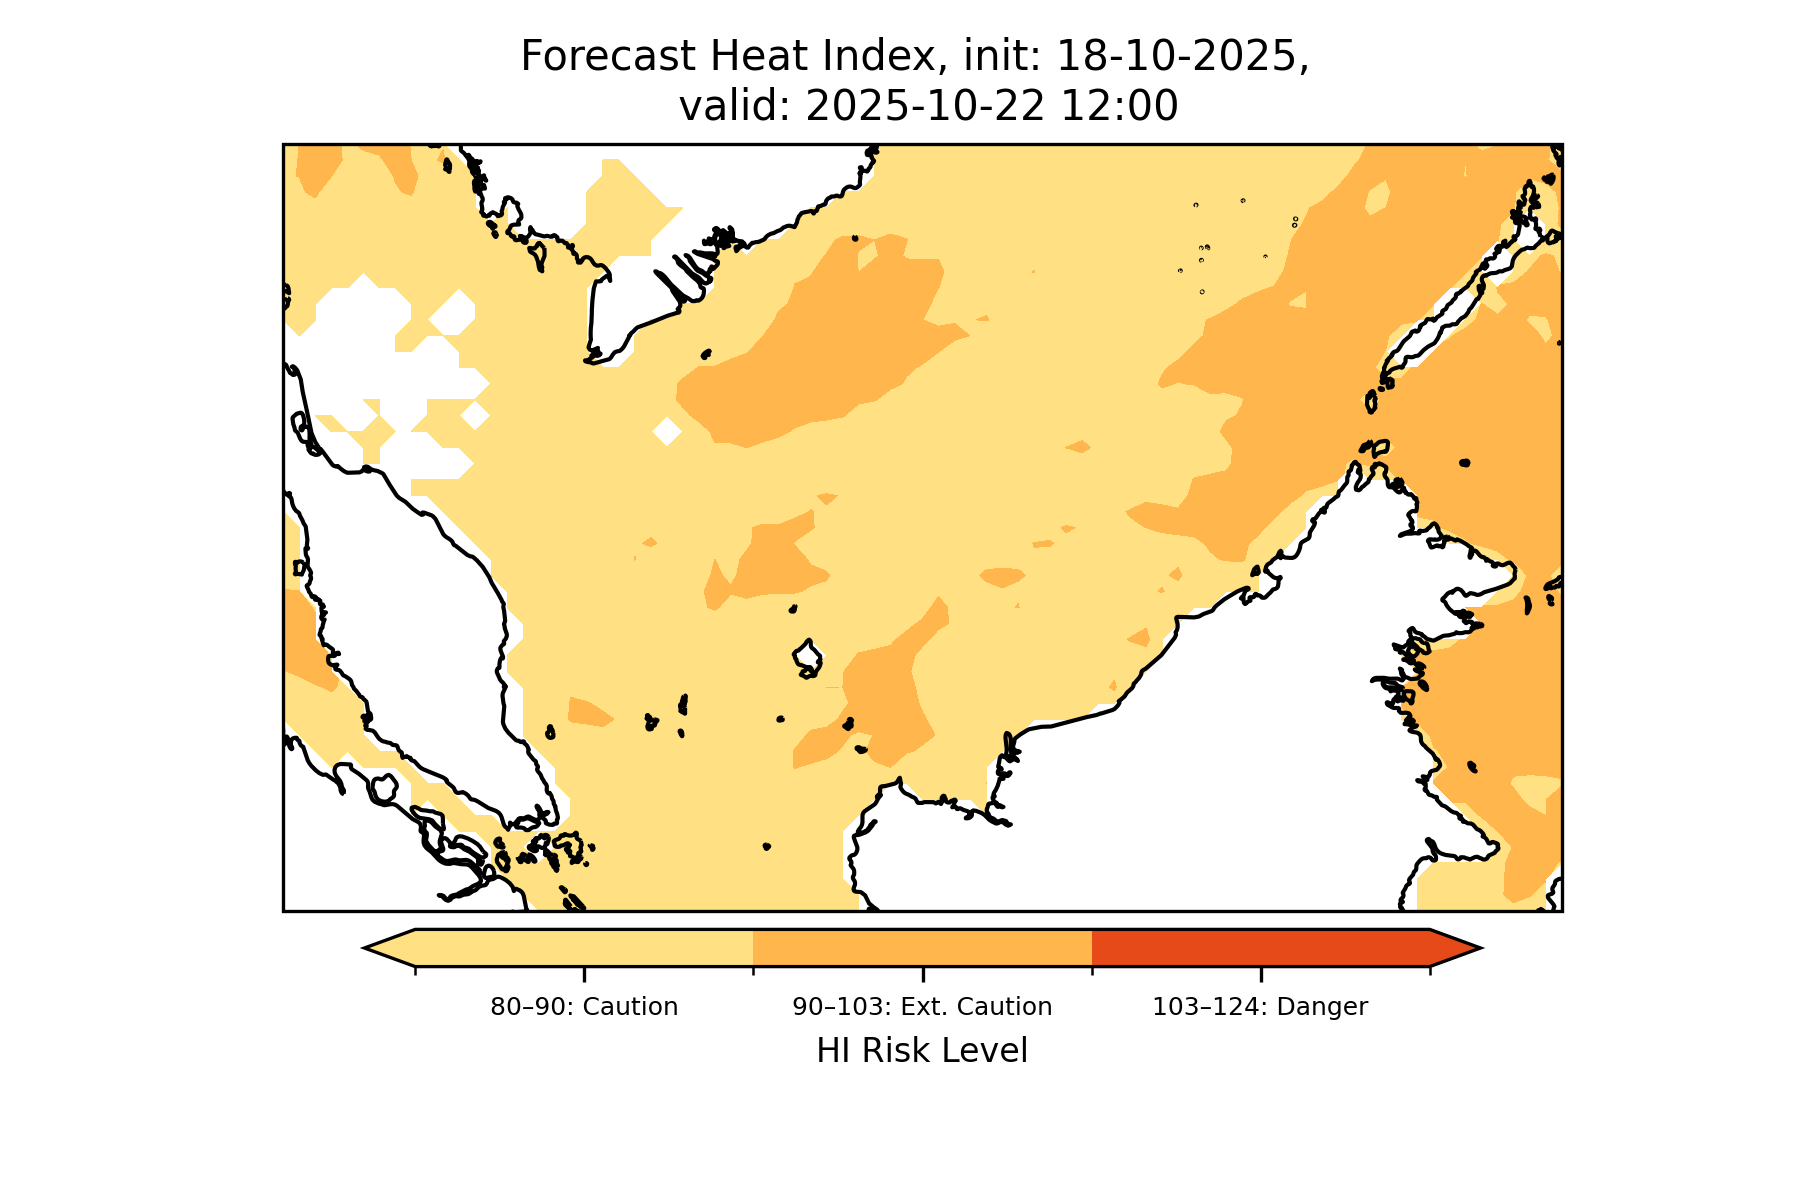 Forecast Heat Index, init: 18-10-2025,
valid: 2025-10-22 12:00
80–90: Caution
90–103: Ext. Caution
103–124: Danger
HI Risk Level